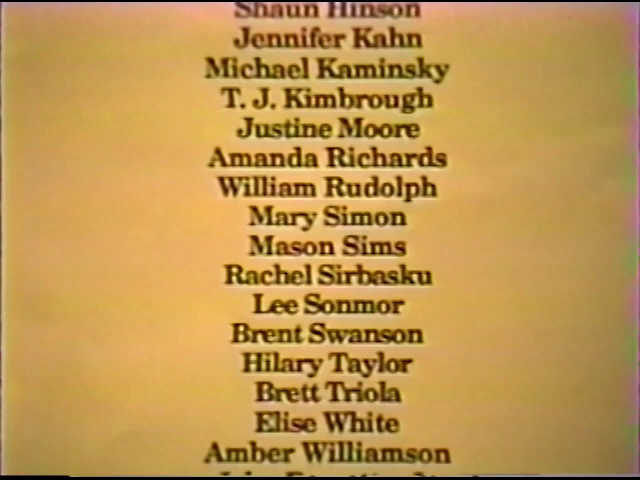 Shaun Hinson
Jennifer Kahn
Michael Kaminsky
T. J. Kimbrough
Justine Moore
Amanda Richards
William Rudolph
Mary Simon
Mason Sims
Rachel Sirbasku
Lee Sonmor
Brent Swanson
Hilary Taylor
Brett Triola
Elise White
Amber Williamson